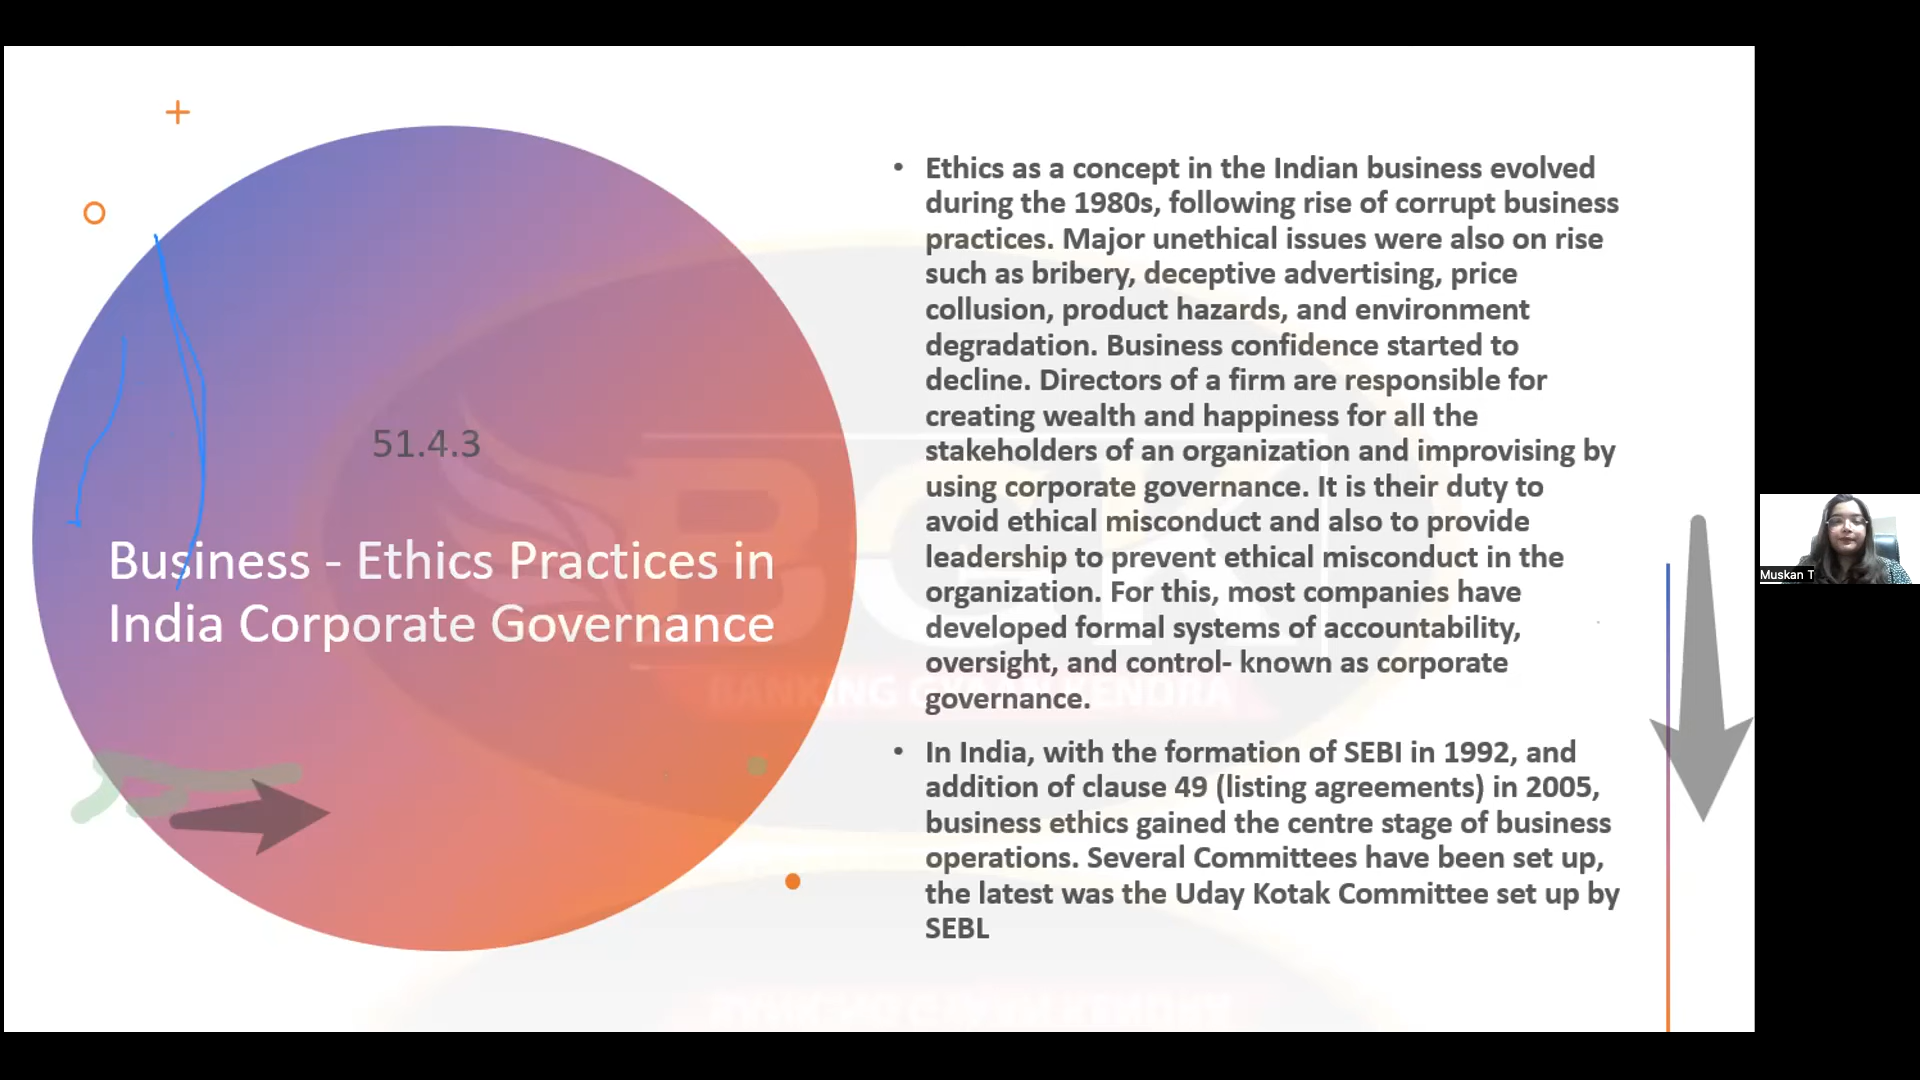 51.4.3
Business - Ethics Practices in
India Corporate Governance
• Ethics as a concept in the Indian business evolved
during the 1980s, following rise of corrupt business
practices. Major unethical issues were also on rise
such as bribery, deceptive advertising, price
collusion, product hazards, and environment
degradation. Business confidence started to
decline. Directors of a firm are responsible for
creating wealth and happiness for all the
stakeholders of an organization and improvising by
using corporate governance. It is their duty to
avoid ethical misconduct and also to provide
leadership to prevent ethical misconduct in the
organization. For this, most companies have
developed formal systems of accountability,
oversight, and control- known as corporate
governance.
• In India, with the formation of SEBI in 1992, and
addition of clause 49 (listing agreements) in 2005,
business ethics gained the centre stage of business
operations. Several Committees have been set up,
the latest was the Uday Kotak Committee set up by
SEBL
BGK
BANKING GYAAN KENDRA
Muskan T